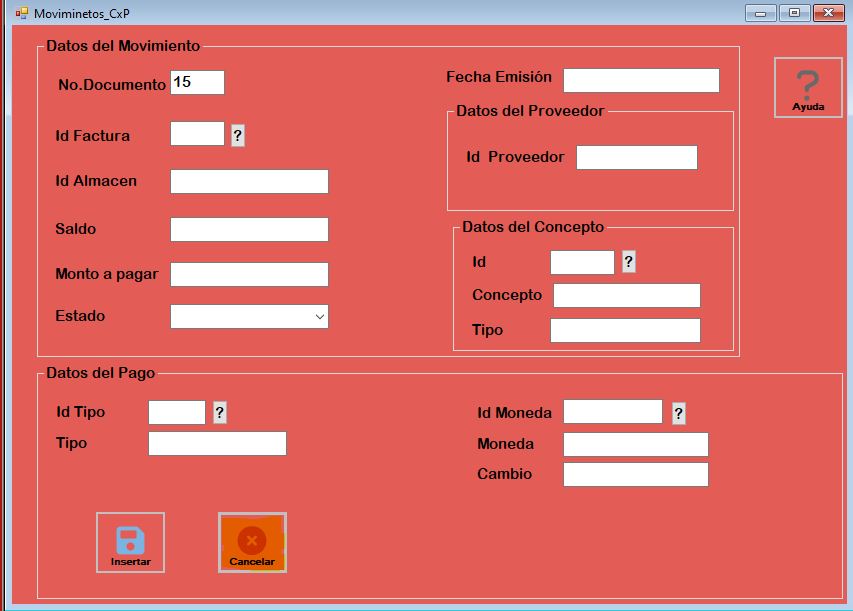 Moviminetos_CxP
Datos del Movimiento
No.Documento 15
Id Factura ?
Id Almacen
Saldo
Monto a pagar
Estado
Fecha Emisión
Datos del Proveedor
Id Proveedor
Datos del Concepto
Id ?
Concepto
Tipo
?
Ayuda
Datos del Pago
Id Tipo ?
Tipo
Id Moneda ?
Moneda
Cambio
Insertar
Cancelar